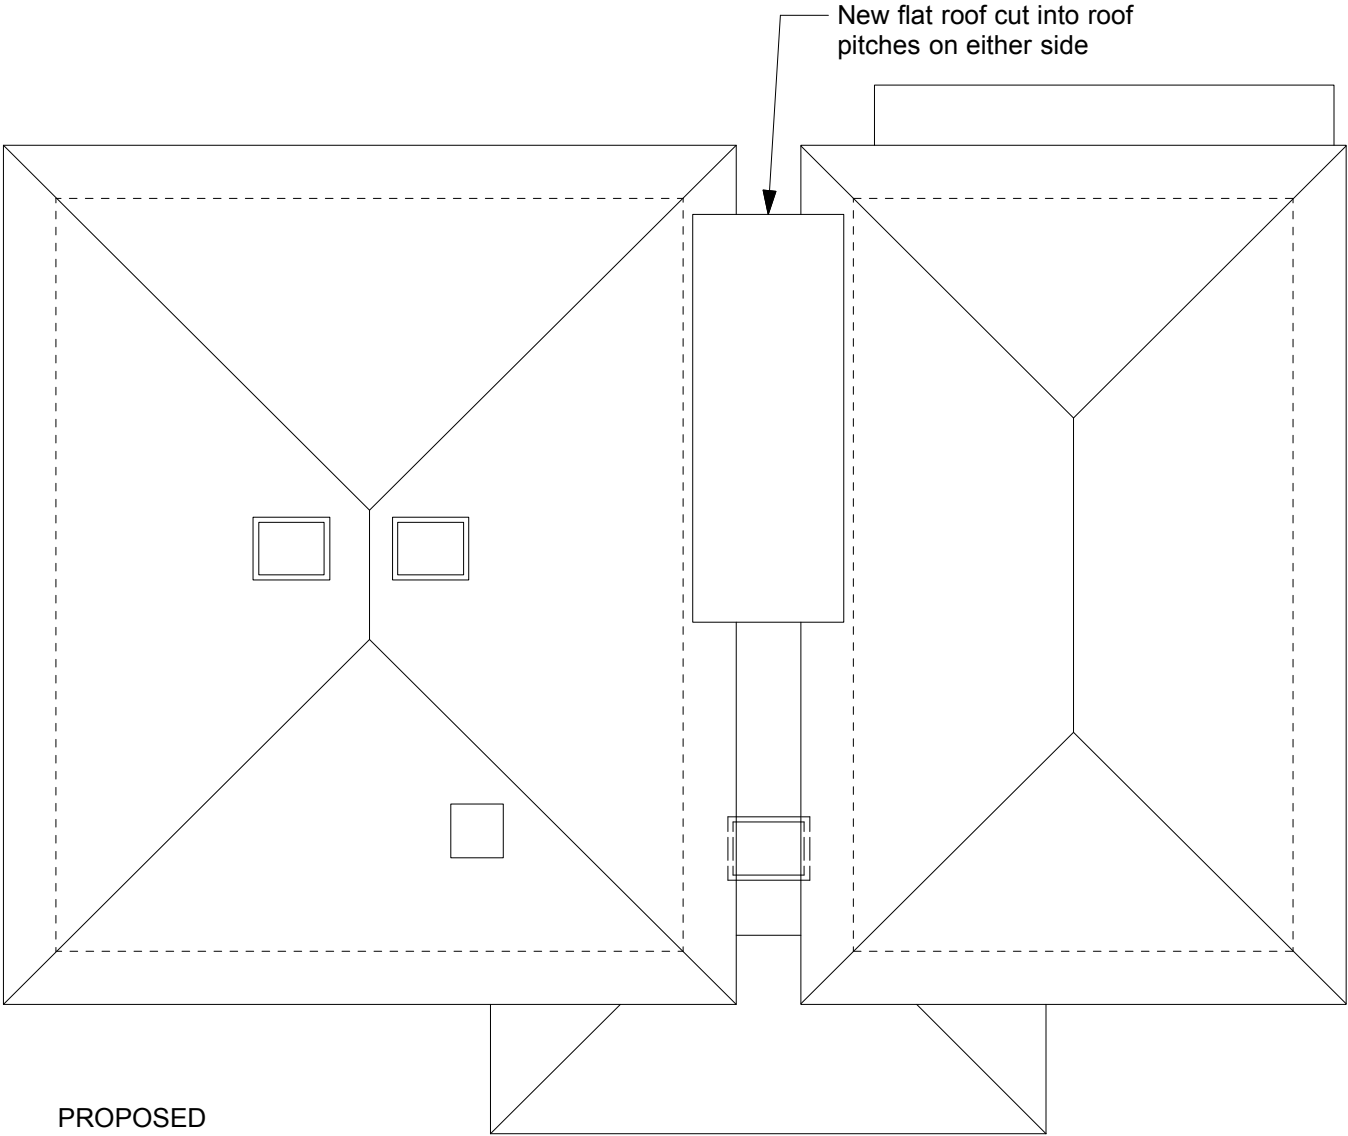 New flat roof cut into roof
pitches on either side
PROPOSED